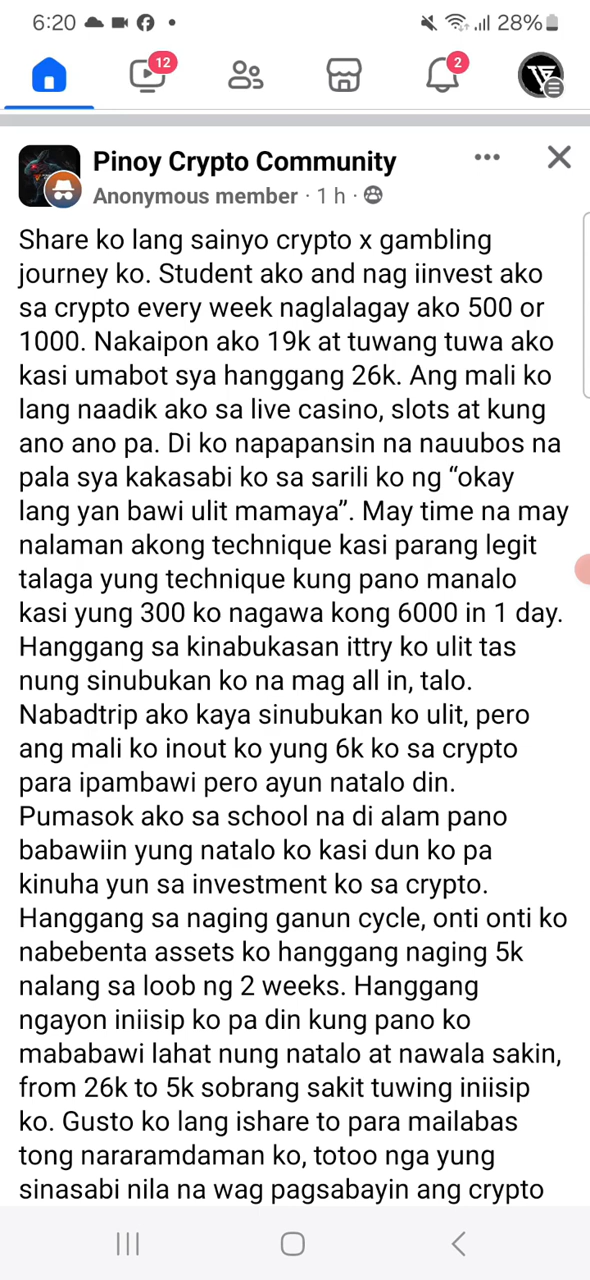 6:20
28%
12
2
Pinoy Crypto Community
Anonymous member · 1 h ·
Share ko lang sainyo crypto x gambling
journey ko. Student ako and nag iinvest ako
sa crypto every week naglalagay ako 500 or
1000. Nakaipon ako 19k at tuwang tuwa ako
kasi umabot sya hanggang 26k. Ang mali ko
lang naadik ako sa live casino, slots at kung
ano ano pa. Di ko napapansin na nauubos na
pala sya kakasabi ko sa sarili ko ng “okay
lang yan bawi ulit mamaya”. May time na may
nalaman akong technique kasi parang legit
talaga yung technique kung pano manalo
kasi yung 300 ko nagawa kong 6000 in 1 day.
Hanggang sa kinabukasan ittry ko ulit tas
nung sinubukan ko na mag all in, talo.
Nabadtrip ako kaya sinubukan ko ulit, pero
ang mali ko inout ko yung 6k ko sa crypto
para ipambawi pero ayun natalo din.
Pumasok ako sa school na di alam pano
babawiin yung natalo ko kasi dun ko pa
kinuha yun sa investment ko sa crypto.
Hanggang sa naging ganun cycle, onti onti ko
nabebenta assets ko hanggang naging 5k
nalang sa loob ng 2 weeks. Hanggang
ngayon iniisip ko pa din kung pano ko
mababawi lahat nung natalo at nawala sakin,
from 26k to 5k sobrang sakit tuwing iniisip
ko. Gusto ko lang ishare to para mailabas
tong nararamdaman ko, totoo nga yung
sinasabi nila na wag pagsabayin ang crypto